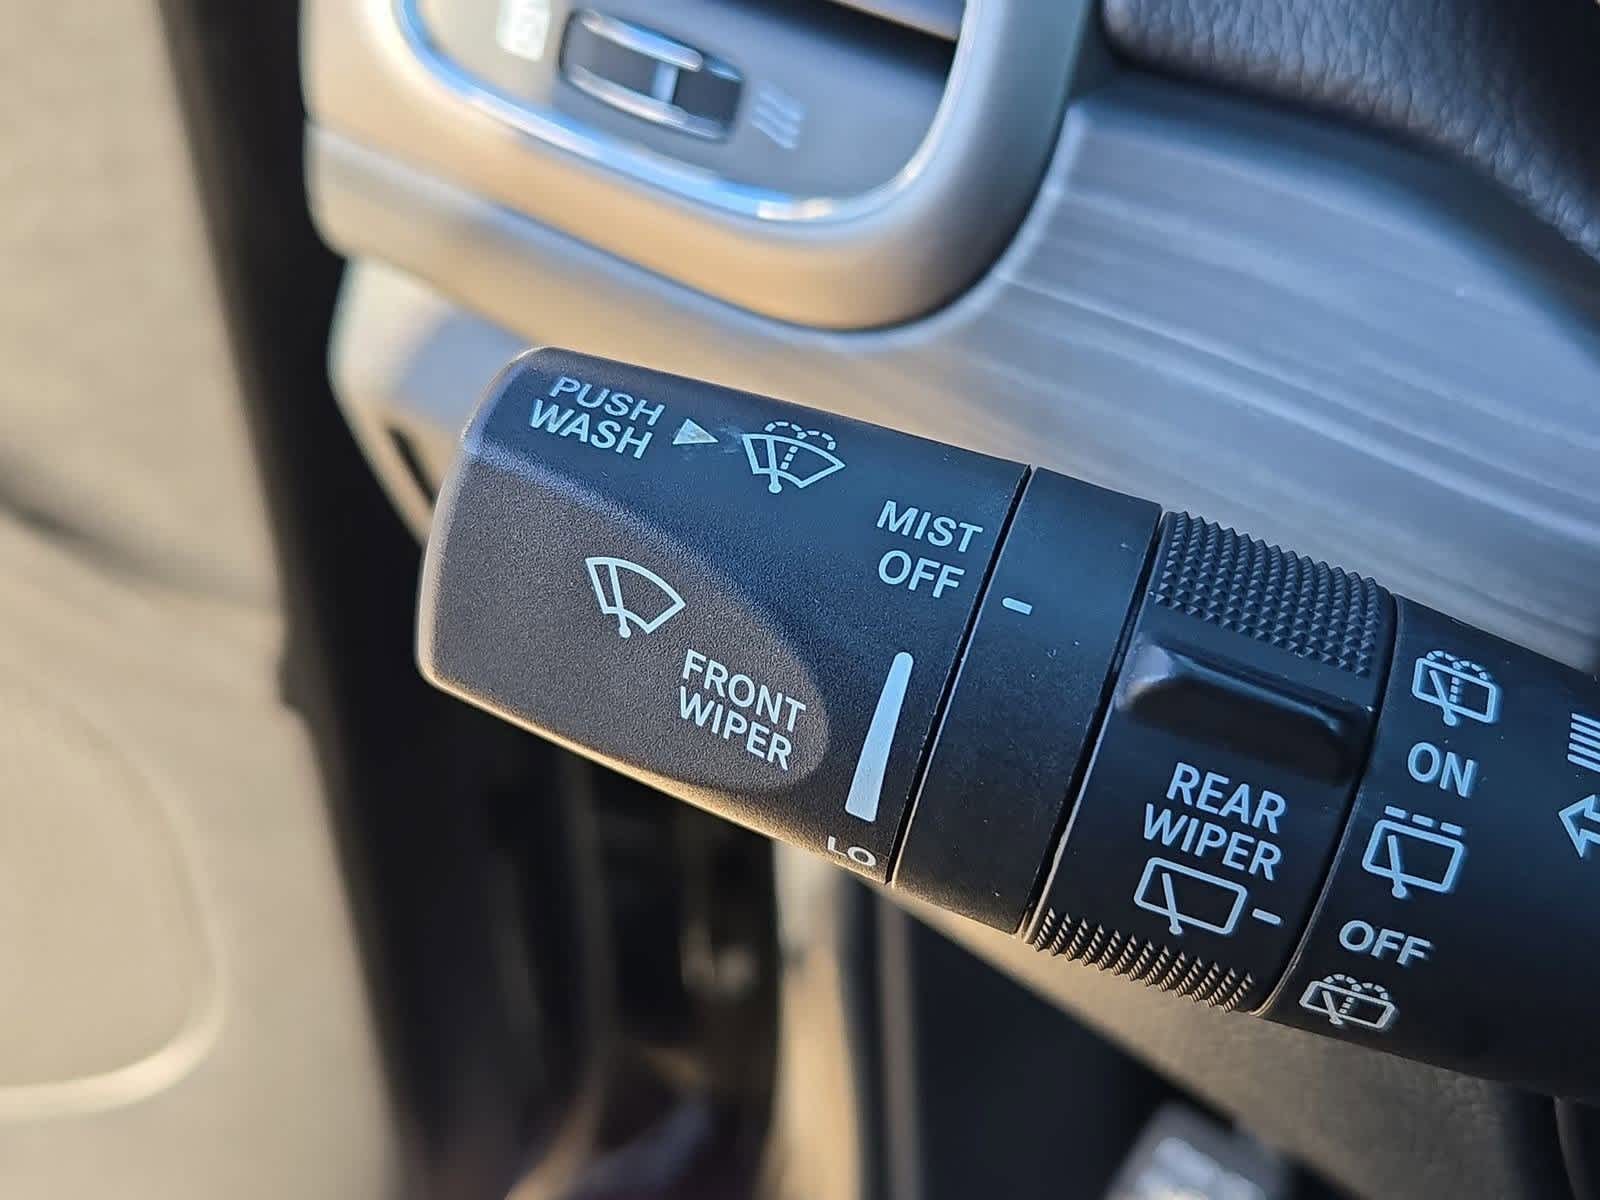 PUSH
WASH
MIST
OFF
FRONT
WIPER
LO
REAR
WIPER
ON
OFF